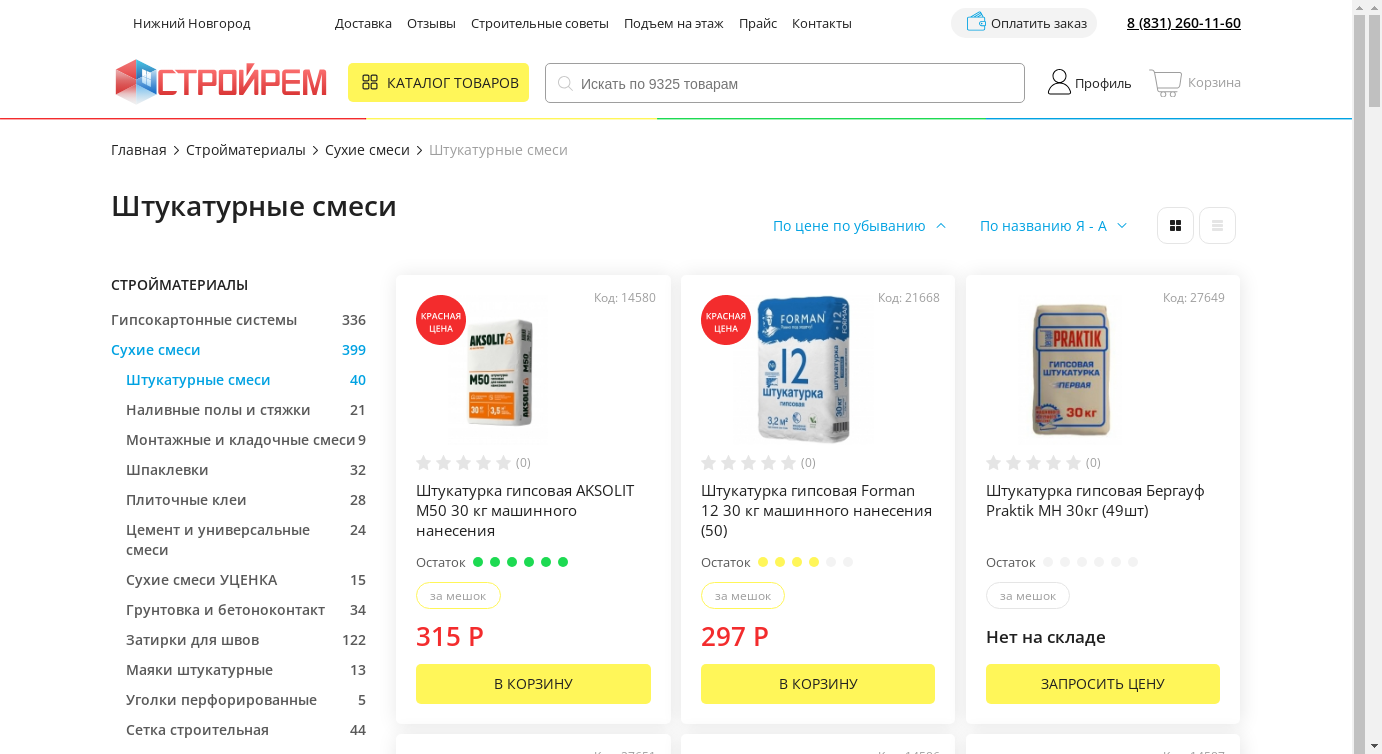 Нижний Новгород Доставка Отзывы Строительные советы Подъем на этаж Прайс Контакты Оплатить заказ 8 (831) 260-11-60
СТРОЙРЕМ КАТАЛОГ ТОВАРОВ Искать по 9325 товарам Профиль Корзина
Главная Стройматериалы Сухие смеси Штукатурные смеси
Штукатурные смеси
По цене по убыванию По названию Я - А
СТРОЙМАТЕРИАЛЫ
Гипсокартонные системы 336
Сухие смеси 399
Штукатурные смеси 40
Наливные полы и стяжки 21
Монтажные и кладочные смеси 9
Шпаклевки 32
Плиточные клеи 28
Цемент и универсальные 24
смеси
Сухие смеси УЦЕНКА 15
Грунтовка и бетоноконтакт 34
Затирки для швов 122
Маяки штукатурные 13
Уголки перфорированные 5
Сетка строительная 44
Код: 14580
КРАСНАЯ
ЦЕНА
AKSOLIT
M50
M50
AKSOLIT
30 кг 3,5
(0)
Штукатурка гипсовая AKSOLIT
М50 30 кг машинного
нанесения
Остаток
за мешок
315 Р
В КОРЗИНУ
Код: 21668
КРАСНАЯ
ЦЕНА
FORMAN
12
штукатурка
гипсовая
3,2 м²
30кг
(0)
Штукатурка гипсовая Forman
12 30 кг машинного нанесения
(50)
Остаток
за мешок
297 Р
В КОРЗИНУ
Код: 27649
PRAKTIK
ГИПСОВАЯ
ШТУКАТУРКА
ПЕРВАЯ
30 кг
(0)
Штукатурка гипсовая Бергауф
Praktik МН 30кг (49шт)
Остаток
за мешок
Нет на складе
ЗАПРОСИТЬ ЦЕНУ